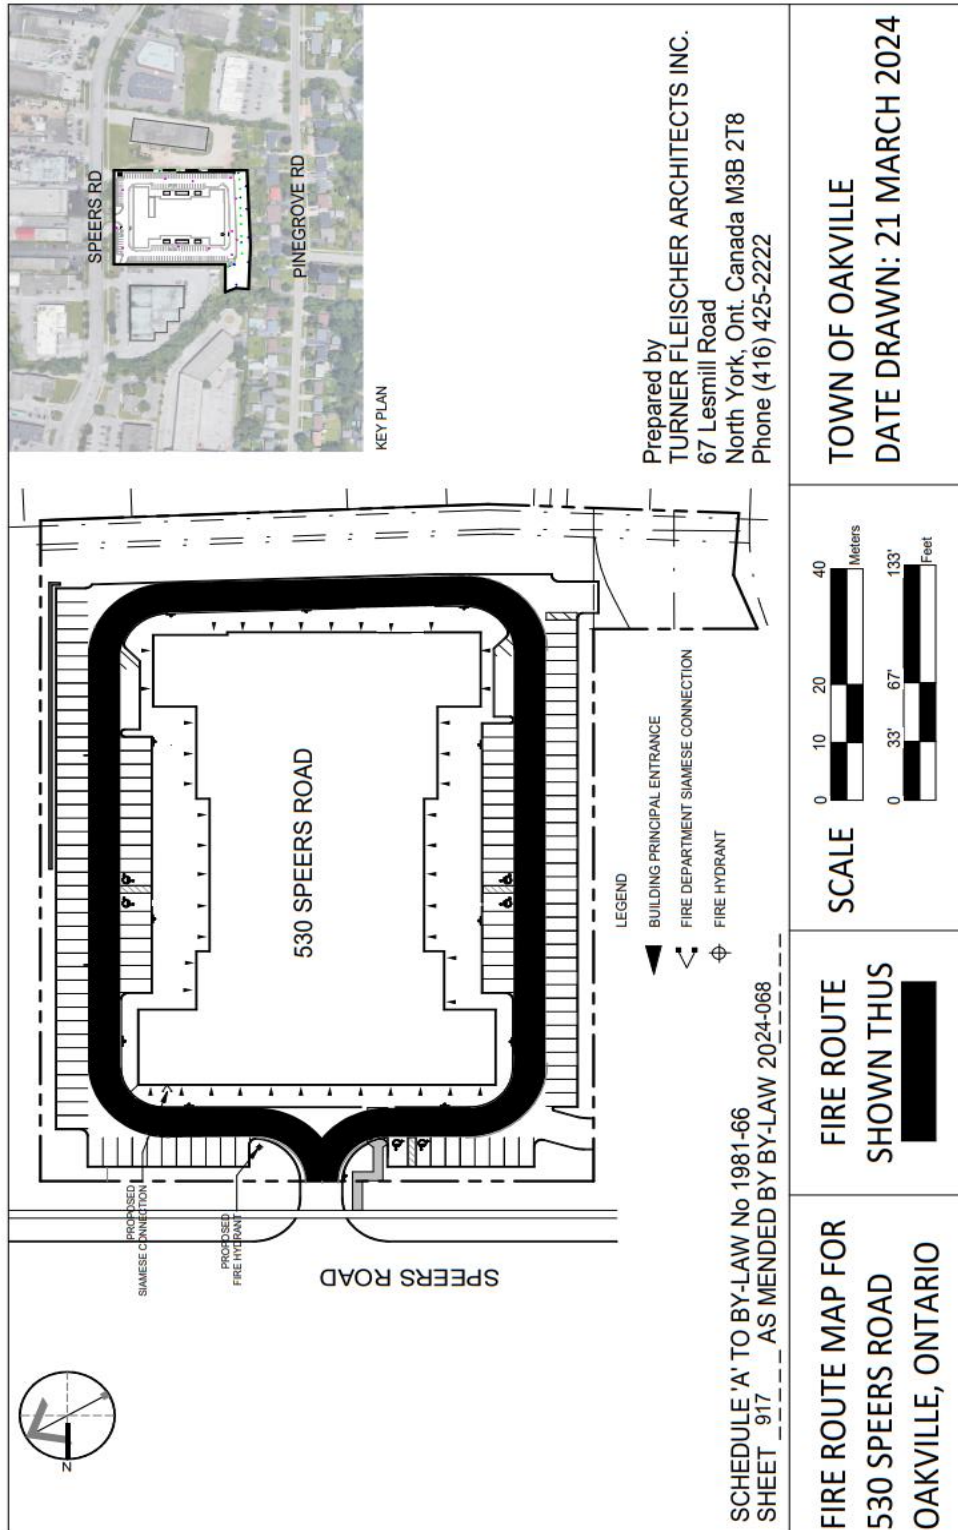 SPEERS RD
PINEGROVE RD
KEY PLAN
Prepared by
TURNER FLEISCHER ARCHITECTS INC.
67 Lesmill Road
North York, Ont. Canada M3B 2T8
Phone (416) 425-2222
530 SPEERS ROAD
LEGEND
BUILDING PRINCIPAL ENTRANCE
FIRE DEPARTMENT SIAMESE CONNECTION
FIRE HYDRANT
PROPOSED
SIAMESE CONNECTION
PROPOSED
FIRE HYDRANT
SPEERS ROAD
N
SCHEDULE 'A' TO BY-LAW No 1981-66
SHEET 917 AS MENDED BY BY-LAW 2024-068
FIRE ROUTE MAP FOR
530 SPEERS ROAD
OAKVILLE, ONTARIO
FIRE ROUTE
SHOWN THUS
SCALE
0 10 20 40
Meters
0 33' 67' 133'
Feet
TOWN OF OAKVILLE
DATE DRAWN: 21 MARCH 2024